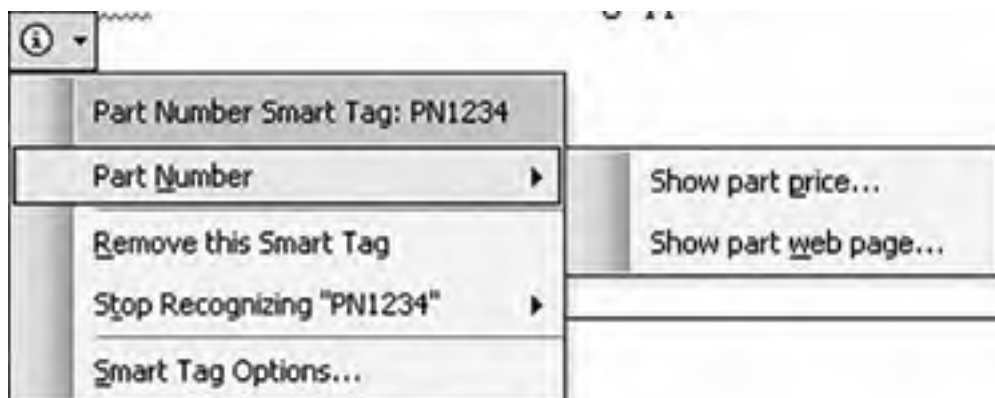 Part Number Smart Tag: PN1234
Part Number
Show part price...
Show part web page...
Remove this Smart Tag
Stop Recognizing "PN1234"
Smart Tag Options...